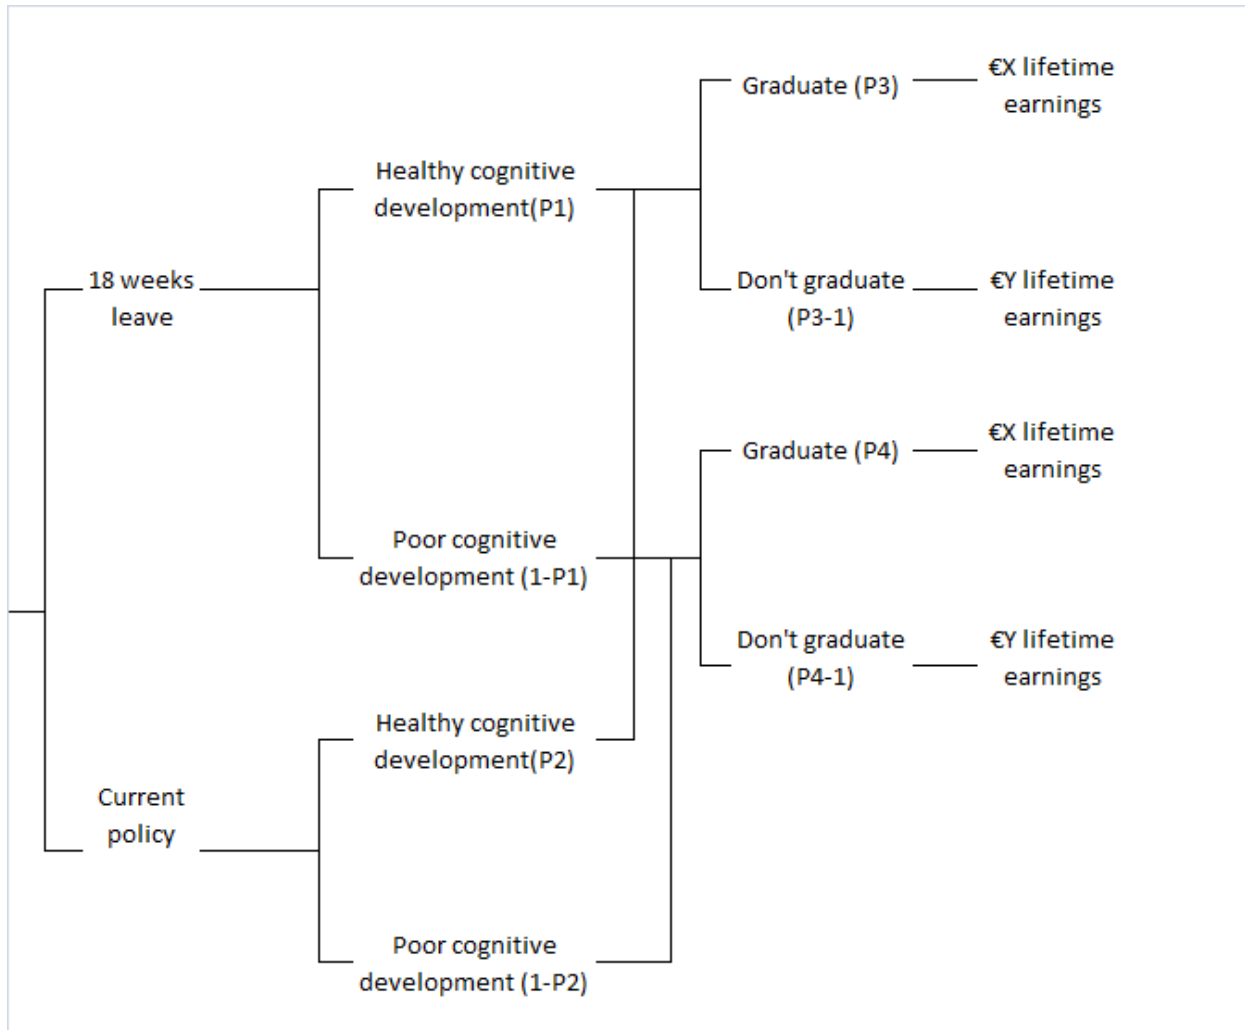 Graduate (P3)
€X lifetime
earnings
Healthy cognitive
development(P1)
18 weeks
leave
Don't graduate
(P3-1)
€Y lifetime
earnings
Graduate (P4)
€X lifetime
earnings
Poor cognitive
development (1-P1)
Don't graduate
(P4-1)
€Y lifetime
earnings
Healthy cognitive
development(P2)
Current
policy
Poor cognitive
development (1-P2)